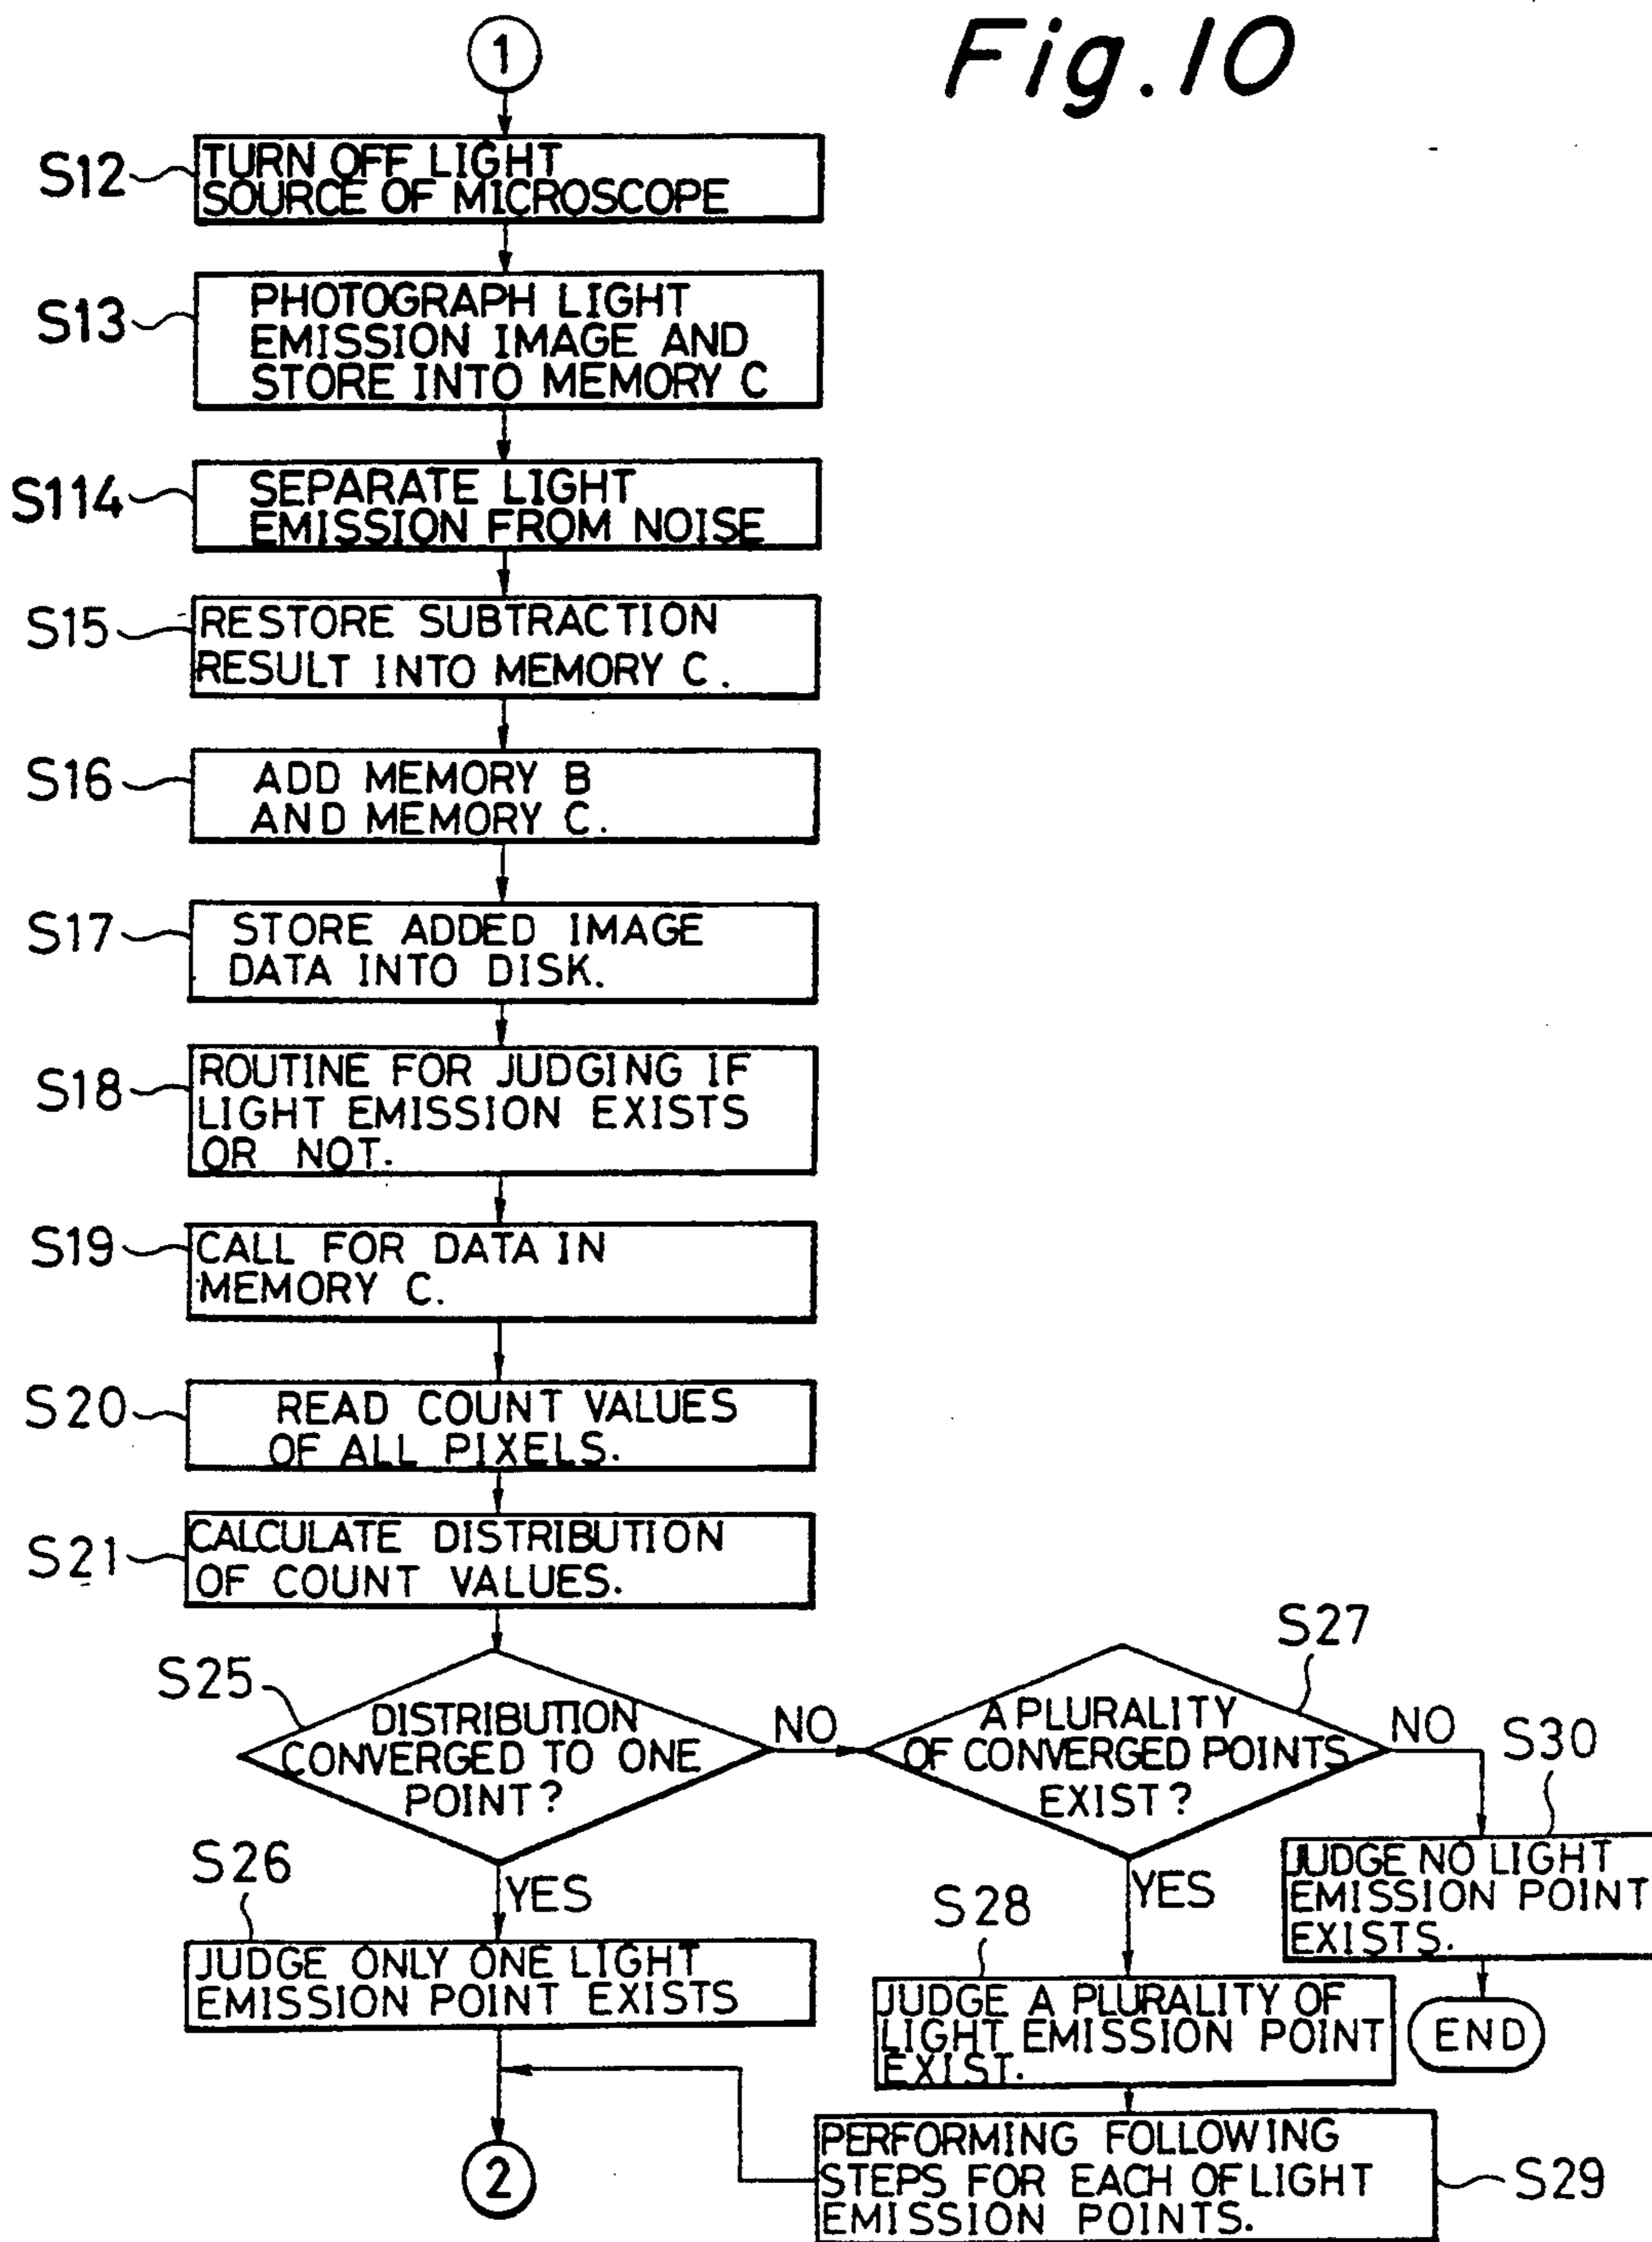 Fig. 10
1
S12
TURN OFF LIGHT
SOURCE OF MICROSCOPE
S13
PHOTOGRAPH LIGHT
EMISSION IMAGE AND
STORE INTO MEMORY C
S114
SEPARATE LIGHT
EMISSION FROM NOISE
S15
RESTORE SUBTRACTION
RESULT INTO MEMORY C.
S16
ADD MEMORY B
AND MEMORY C.
S17
STORE ADDED IMAGE
DATA INTO DISK.
S18
ROUTINE FOR JUDGING IF
LIGHT EMISSION EXISTS
OR NOT.
S19
CALL FOR DATA IN
MEMORY C.
S20
READ COUNT VALUES
OF ALL PIXELS.
S21
CALCULATE DISTRIBUTION
OF COUNT VALUES.
S25
DISTRIBUTION
CONVERGED TO ONE
POINT?
NO
S27
A PLURALITY
OF CONVERGED POINTS
EXIST?
NO
S30
JUDGE NO LIGHT
EMISSION POINT
EXISTS.
END
YES
S26
JUDGE ONLY ONE LIGHT
EMISSION POINT EXISTS
YES
S28
JUDGE A PLURALITY OF
LIGHT EMISSION POINT
EXIST.
PERFORMING FOLLOWING
STEPS FOR EACH OF LIGHT
EMISSION POINTS.
S29
2